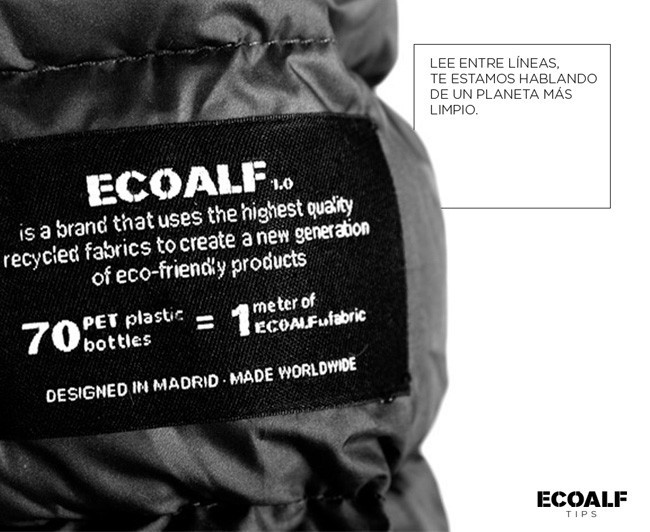 LEE ENTRE LÍNEAS,
TE ESTAMOS HABLANDO
DE UN PLANETA MÁS
LIMPIO.
ECOALF 1.0
is a brand that uses the highest quality
recycled fabrics to create a new generation
of eco-friendly products
70 PET plastic bottles = 1 meter of ECOALF fabric
DESIGNED IN MADRID · MADE WORLDWIDE
ECOALF
TIPS